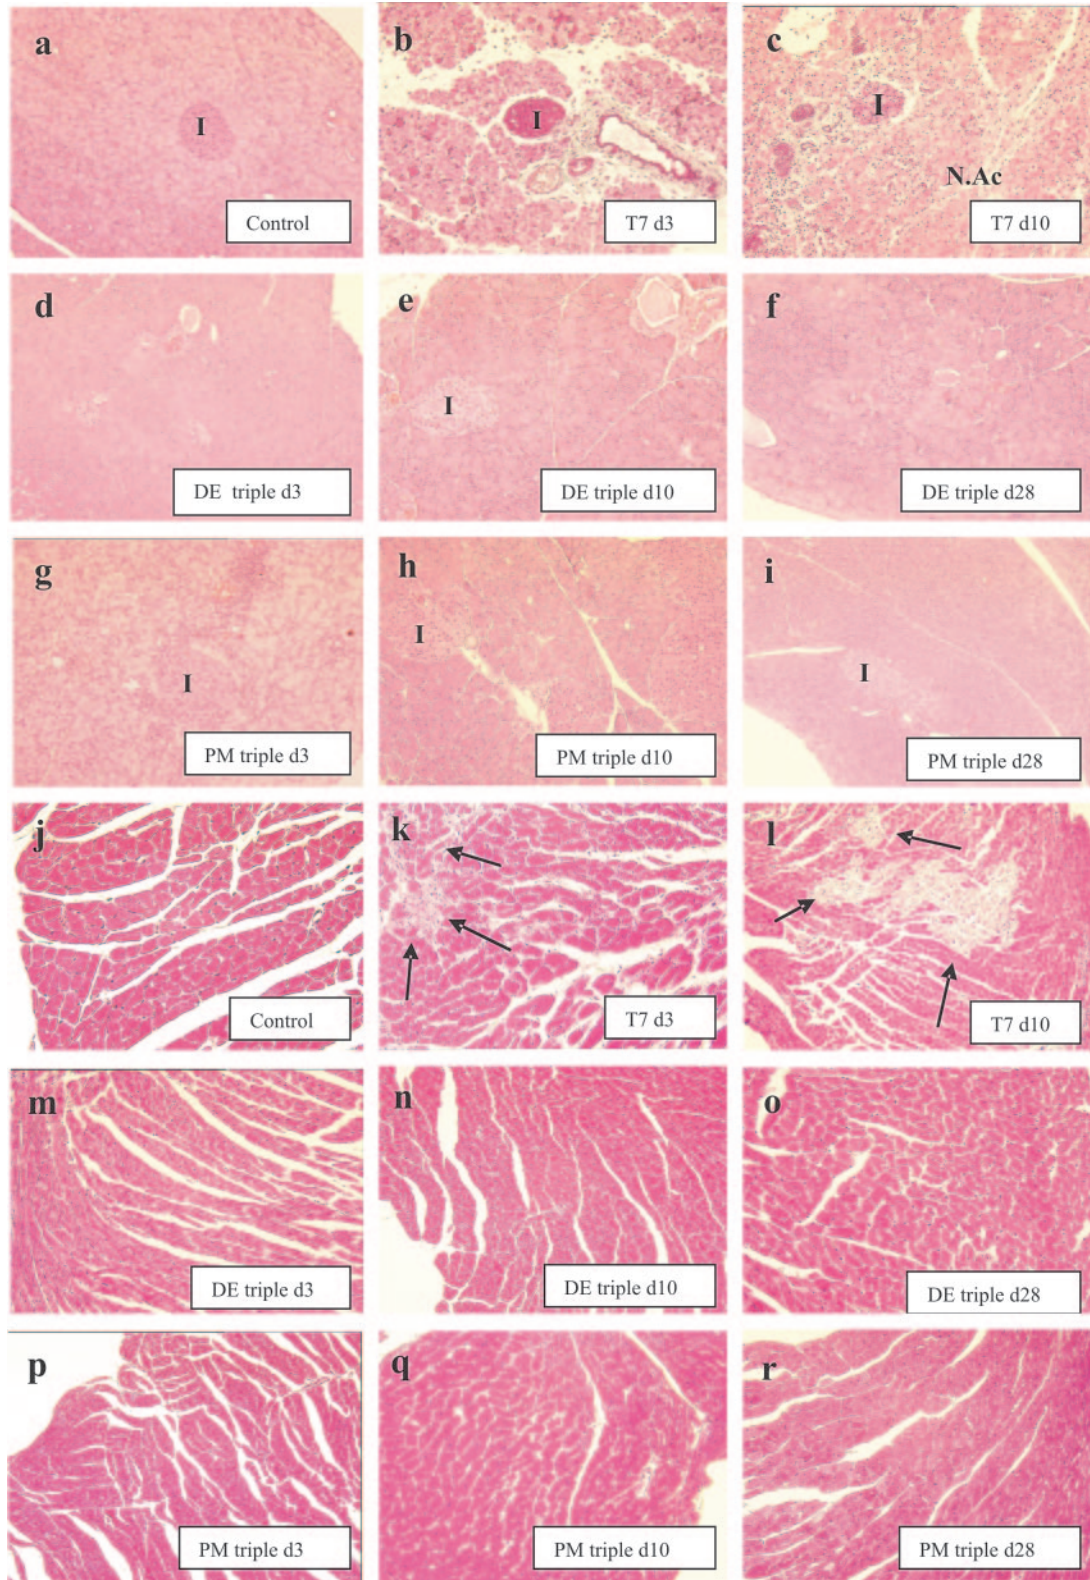 a
I
Control
b
I
T7 d3
c
I
N.Ac
T7 d10
d
DE triple d3
e
I
DE triple d10
f
DE triple d28
g
I
PM triple d3
h
I
PM triple d10
i
I
PM triple d28
j
Control
k
T7 d3
l
T7 d10
m
DE triple d3
n
DE triple d10
o
DE triple d28
p
PM triple d3
q
PM triple d10
r
PM triple d28